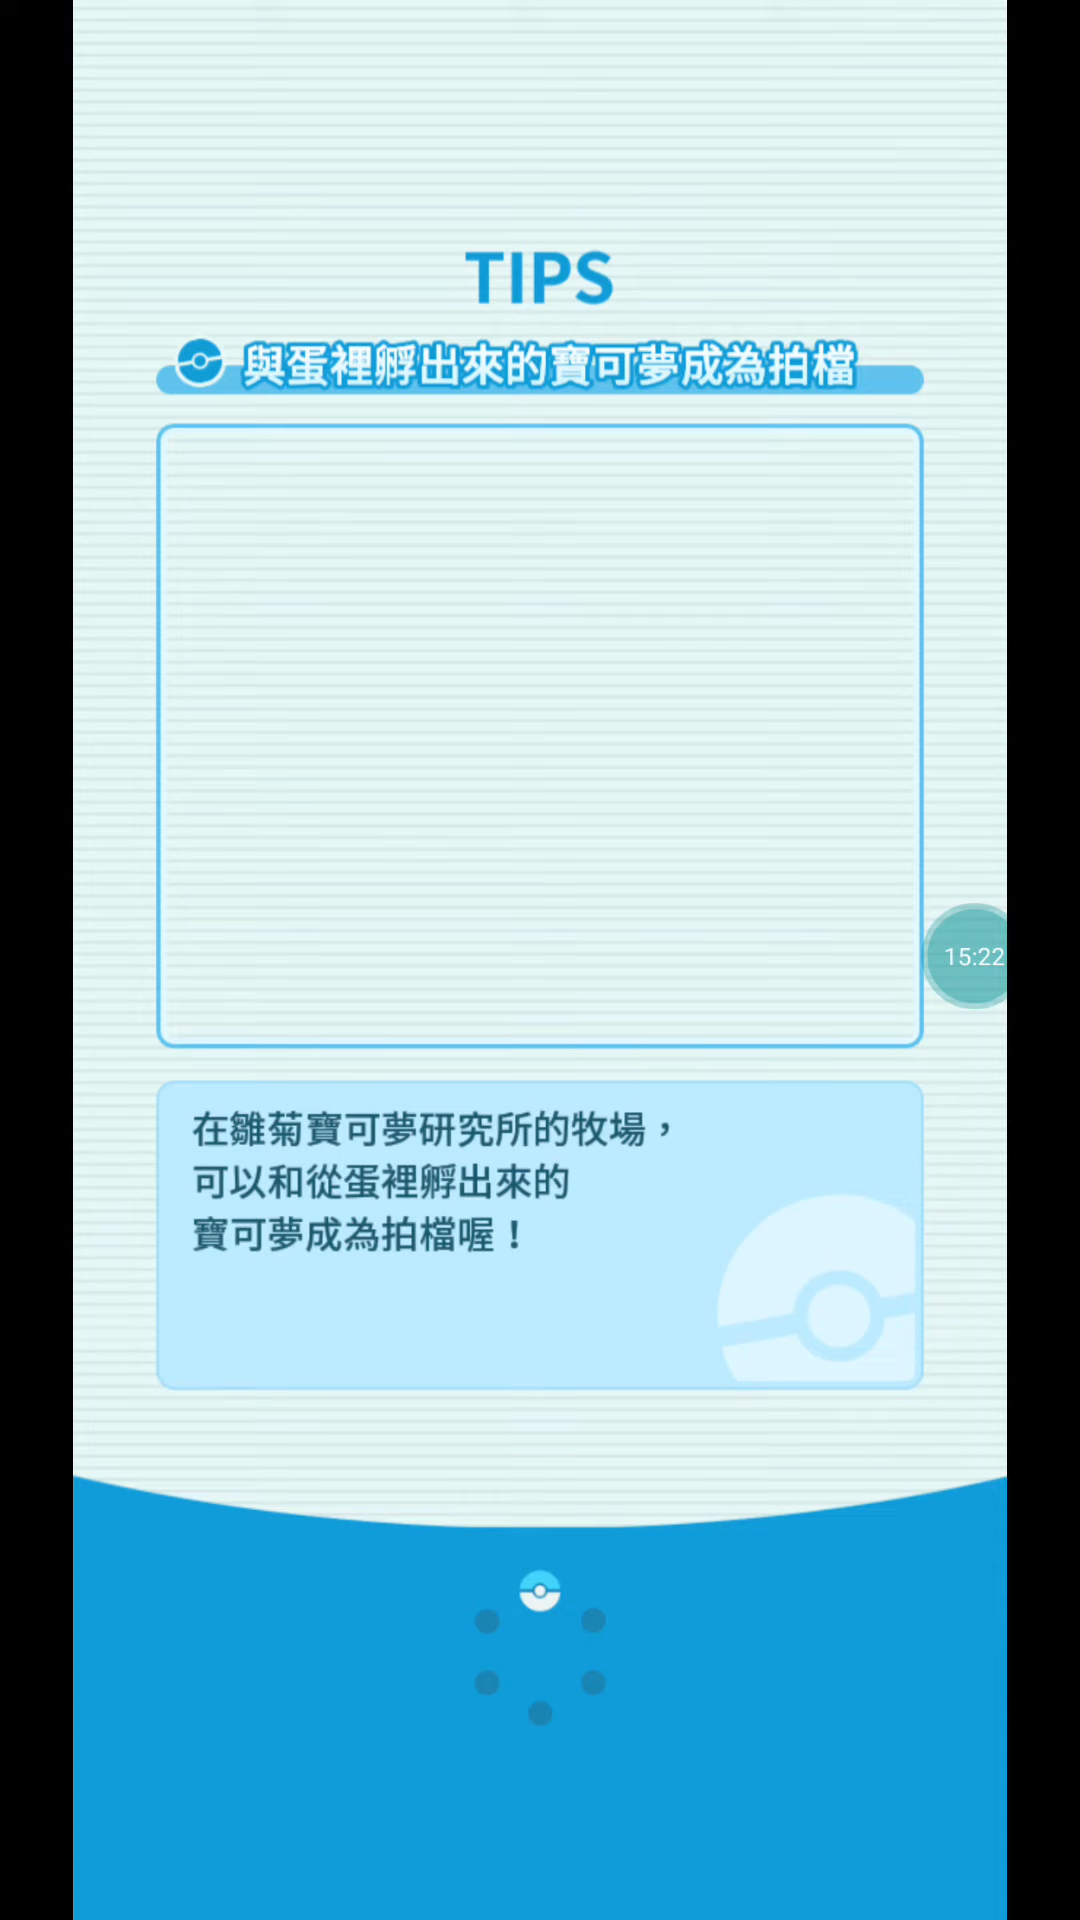 TIPS
與蛋裡孵出來的寶可夢成為拍檔
15:22
在雛菊寶可夢研究所的牧場，
可以和從蛋裡孵出來的
寶可夢成為拍檔喔！